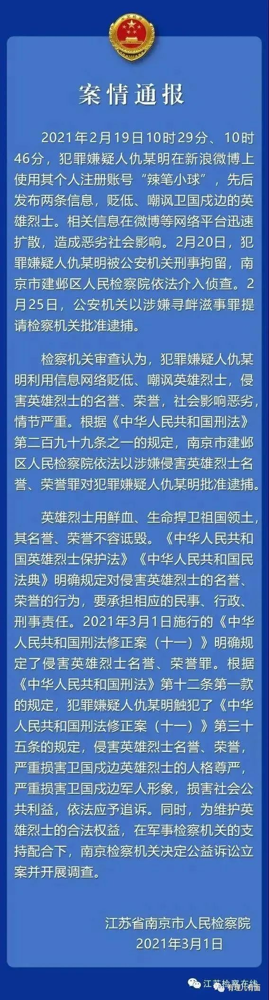 案情通报
2021年2月19日10时29分、10时
46分，犯罪嫌疑人仇某明在新浪微博上
使用其个人注册账号“辣笔小球”，先后
发布两条信息，贬低、嘲讽卫国戍边的英
雄烈士。相关信息在微博等网络平台迅速
扩散，造成恶劣社会影响。2月20日，犯
罪嫌疑人仇某明被公安机关刑事拘留，南
京市建邺区人民检察院依法介入侦查。2
月25日，公安机关以涉嫌寻衅滋事罪提
请检察机关批准逮捕。
检察机关审查认为，犯罪嫌疑人仇某
明利用信息网络贬低、嘲讽英雄烈士，侵
害英雄烈士的名誉、荣誉，社会影响恶劣，
情节严重。根据《中华人民共和国刑法》
第二百九十九条之一的规定，南京市建邺
区人民检察院依法以涉嫌侵害英雄烈士名
誉、荣誉罪对犯罪嫌疑人仇某明批准逮捕。
英雄烈士用鲜血、生命捍卫祖国领土，
其名誉、荣誉不容诋毁。《中华人民共和
国英雄烈士保护法》《中华人民共和国民
法典》明确规定对侵害英雄烈士的名誉、
荣誉的行为，要承担相应的民事、行政、
刑事责任。2021年3月1日施行的《中华
人民共和国刑法修正案（十一）》明确规
定了侵害英雄烈士名誉、荣誉罪。根据
《中华人民共和国刑法》第十二条第一款
的规定，犯罪嫌疑人仇某明触犯了《中华
人民共和国刑法修正案（十一）》第三十
五条的规定，侵害英雄烈士名誉、荣誉，
严重损害卫国戍边英雄烈士的人格尊严，
严重损害卫国戍边军人形象，损害社会公
共利益，依法应予追诉。同时，为维护英
雄烈士的合法权益，在军事检察机关的支
持配合下，南京检察机关决定公益诉讼立
案并开展调查。
江苏省南京市人民检察院
2021年3月1日
江苏检察在线
有理儿有面